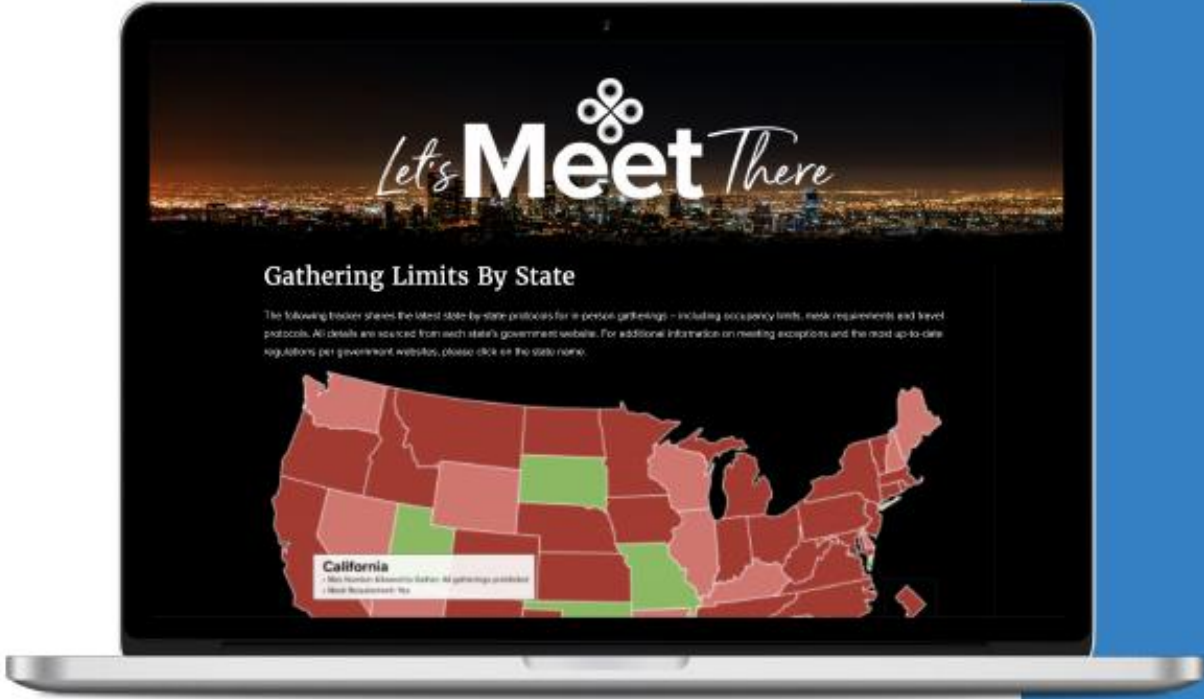 Let's Meet There
Gathering Limits By State
The following tracker shares the latest state-by-state protocols for in-person gatherings – including occupancy limits, mask requirements and travel
protocols. All details are sourced from each state's government website. For additional information on meeting exceptions and the most up-to-date
regulations per government websites, please click on the state name.
California
• Max Number Allowed to Gather: All gatherings prohibited
• Mask Requirement: Yes